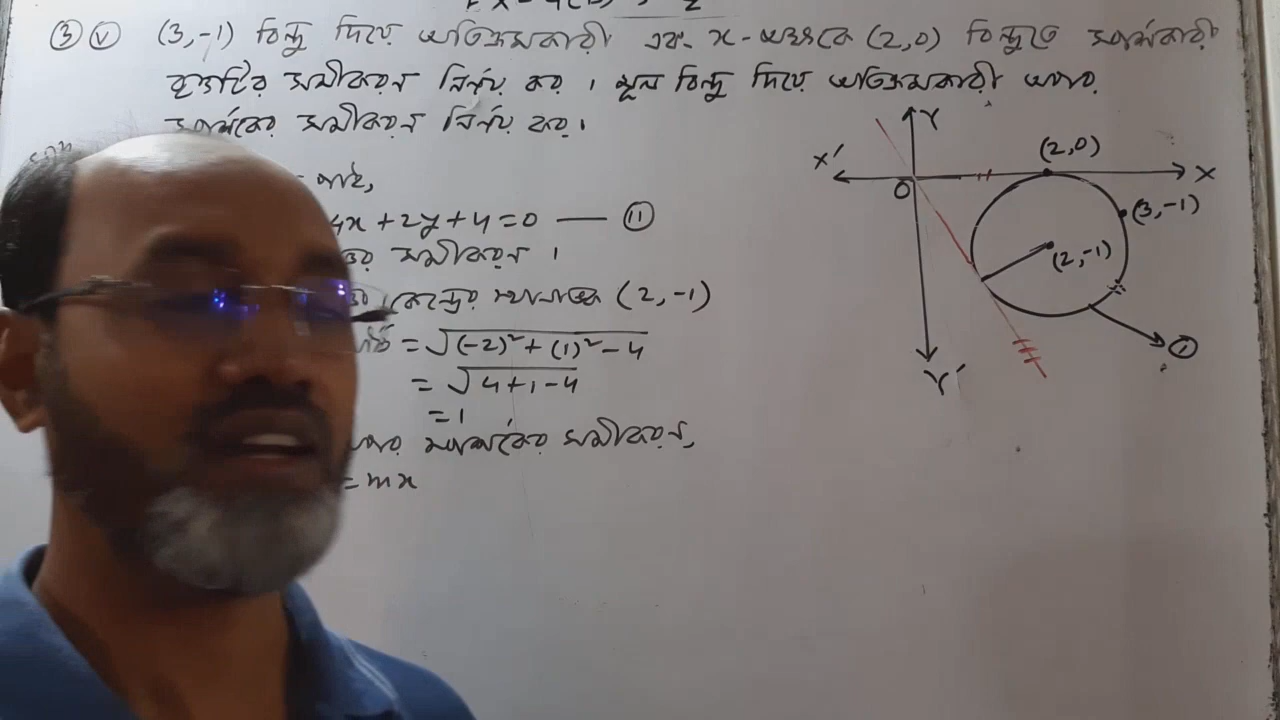 ③ ⓥ (3,-1) বিন্দু দিয়ে অতিক্রমকারী এবং x-অক্ষকে (2,0) বিন্দুতে স্পর্শকারী
বৃত্তটির সমীকরণ নির্ণয় কর । মূল বিন্দু দিয়ে অতিক্রমকারী অপর
স্পর্শকের সমীকরণ নির্ণয় কর।
পাই,
4x + 2y + 4 = 0 — ⑪
সমীকরণ ।
কেন্দ্রের স্থানাঙ্ক (2, -1)
= √(-2)² + (1)² - 4
= √4+1-4
= 1
অপর স্পর্শকের সমীকরণ,
= mx
Y
X′
O
(2,0)
X
(3,-1)
(2,-1)
Y′